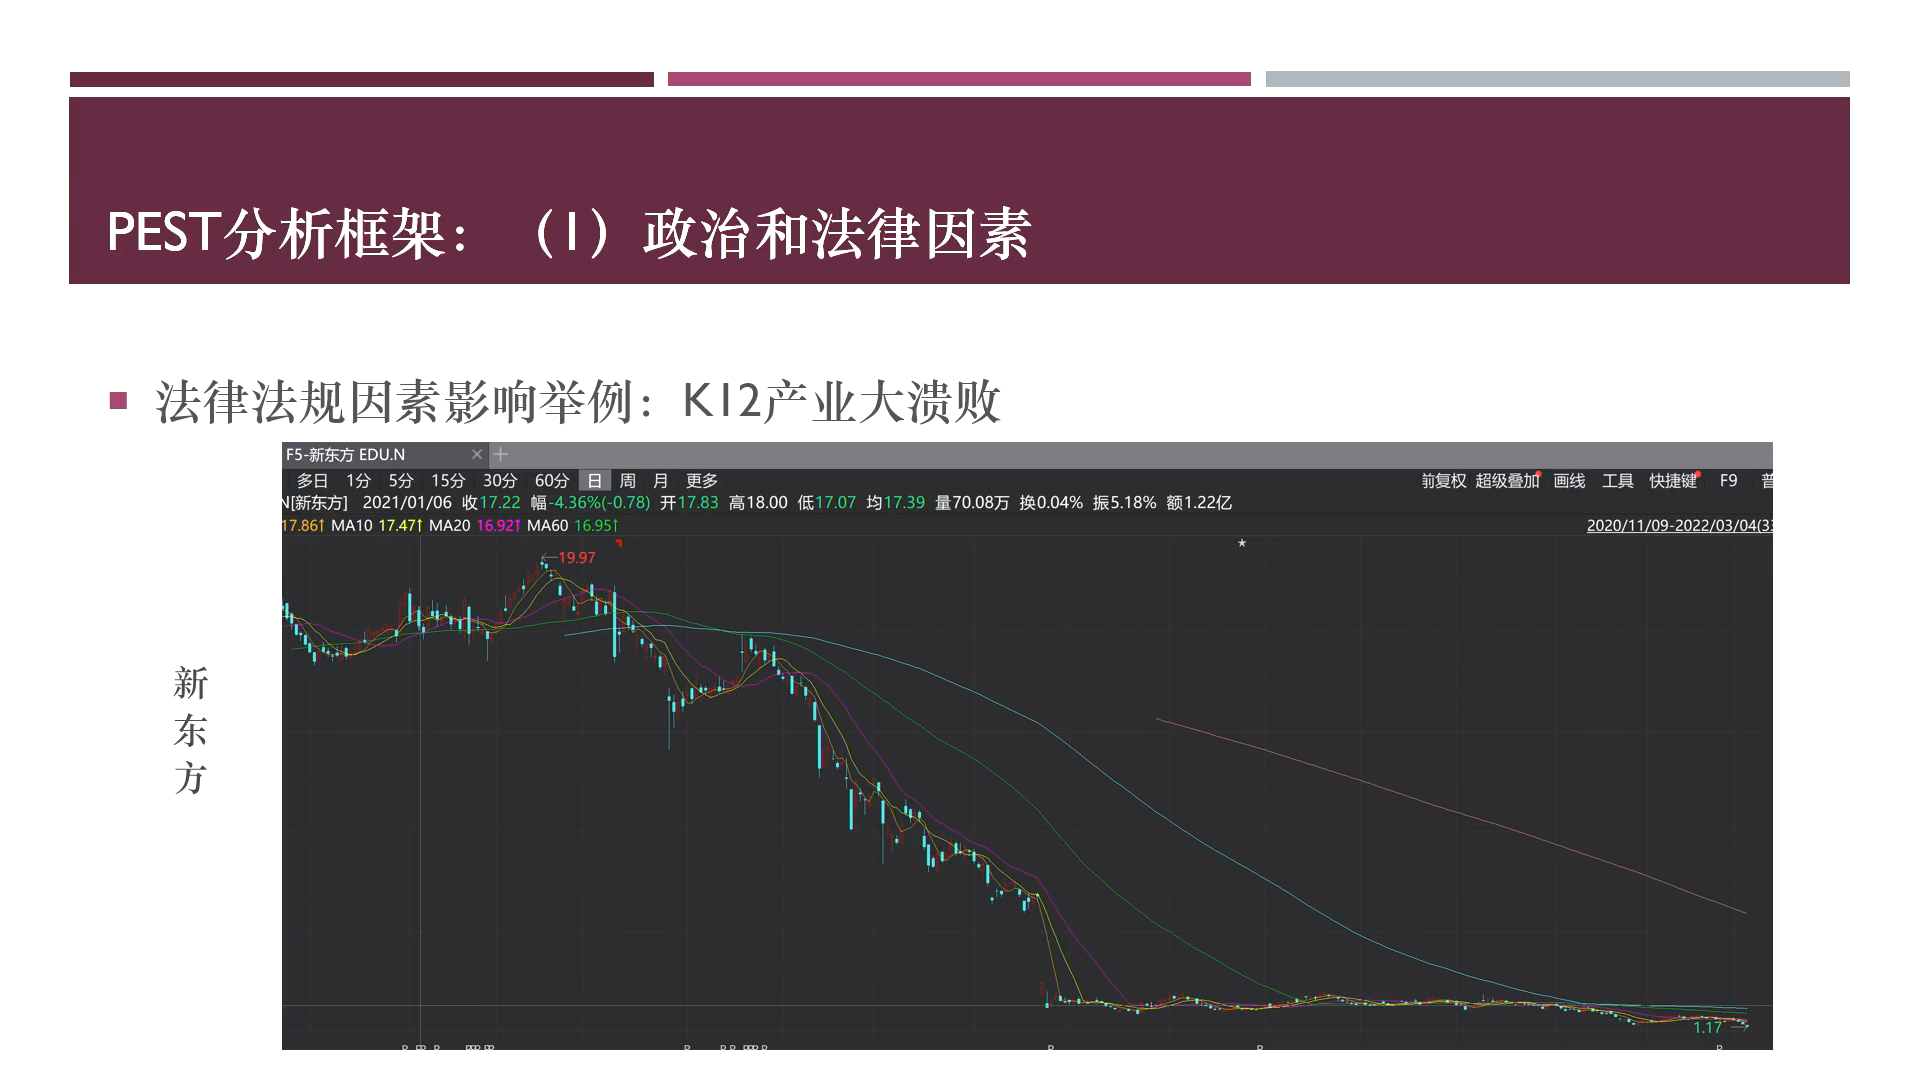 PEST分析框架：（1）政治和法律因素
法律法规因素影响举例：K12产业大溃败
F5-新东方 EDU.N
多日 1分 5分 15分 30分 60分 日 周 月 更多 前复权 超级叠加 画线 工具 快捷键 F9 普
N[新东方] 2021/01/06 收17.22 幅-4.36%(-0.78) 开17.83 高18.00 低17.07 均17.39 量70.08万 换0.04% 振5.18% 额1.22亿
17.86↑ MA10 17.47↑ MA20 16.92↑ MA60 16.95↑ 2020/11/09-2022/03/04(33
19.97
新
东
方
1.17